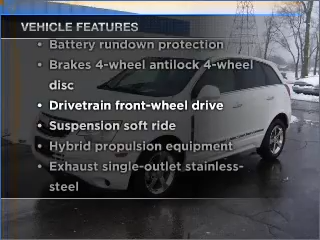 VEHICLE FEATURES
• Battery rundown protection
• Brakes 4-wheel antilock 4-wheel
disc
• Drivetrain front-wheel drive
• Suspension soft ride
• Hybrid propulsion equipment
• Exhaust single-outlet stainless-
steel